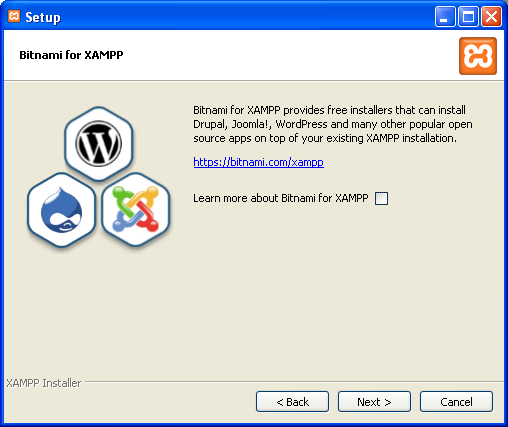 Setup
Bitnami for XAMPP
Bitnami for XAMPP provides free installers that can install
Drupal, Joomla!, WordPress and many other popular open
source apps on top of your existing XAMPP installation.
https://bitnami.com/xampp
Learn more about Bitnami for XAMPP
XAMPP Installer
< Back
Next >
Cancel